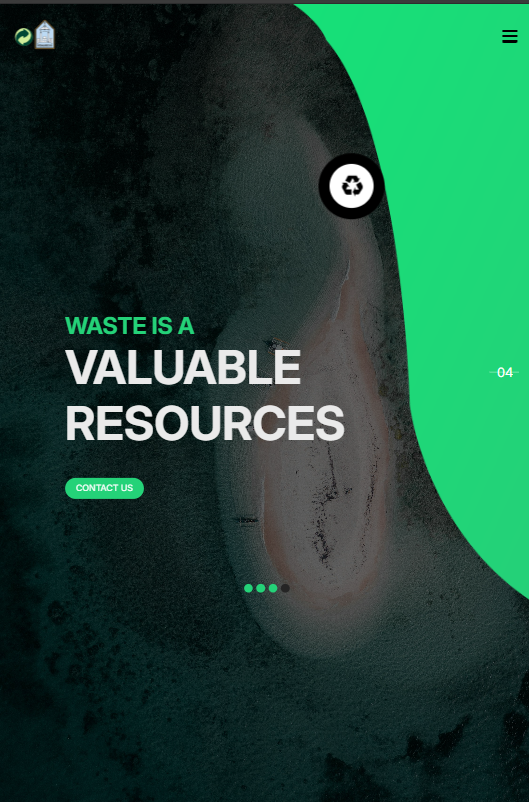 WASTE IS A
VALUABLE
RESOURCES
04
CONTACT US